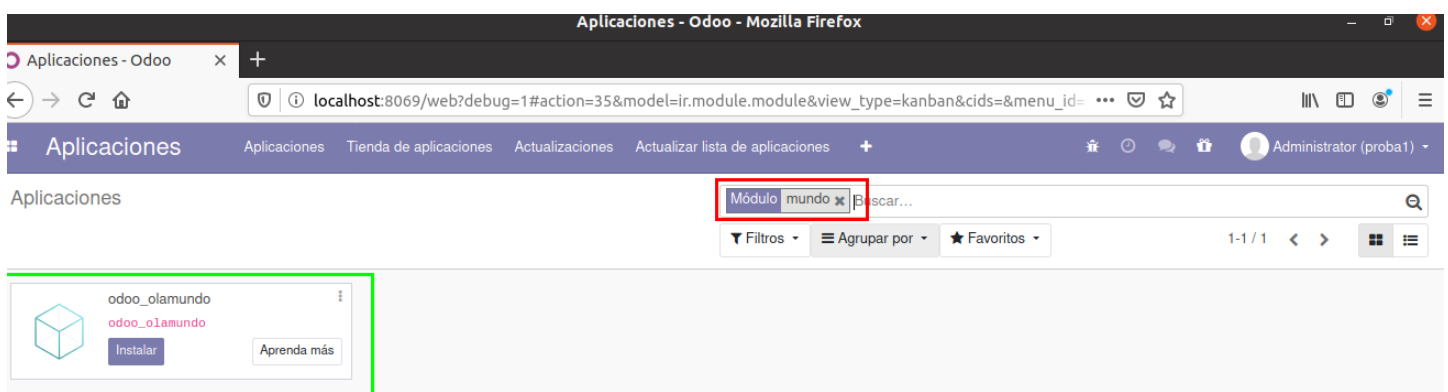 Aplicaciones - Odoo - Mozilla Firefox
Aplicaciones - Odoo
localhost:8069/web?debug=1#action=35&model=ir.module.module&view_type=kanban&cids=&menu_id=
Aplicaciones Aplicaciones Tienda de aplicaciones Actualizaciones Actualizar lista de aplicaciones Administrator (proba1)
Aplicaciones Módulo mundo Buscar...
Filtros Agrupar por Favoritos 1-1 / 1
odoo_olamundo
odoo_olamundo
Instalar Aprenda más